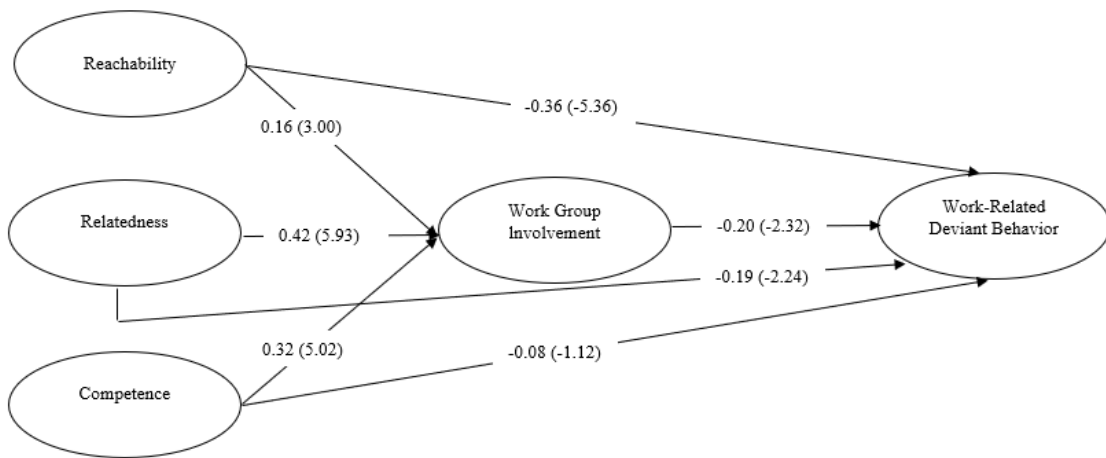 Reachability
-0.36 (-5.36)
0.16 (3.00)
Relatedness
0.42 (5.93)
Work Group
Involvement
-0.20 (-2.32)
Work-Related
Deviant Behavior
-0.19 (-2.24)
0.32 (5.02)
-0.08 (-1.12)
Competence